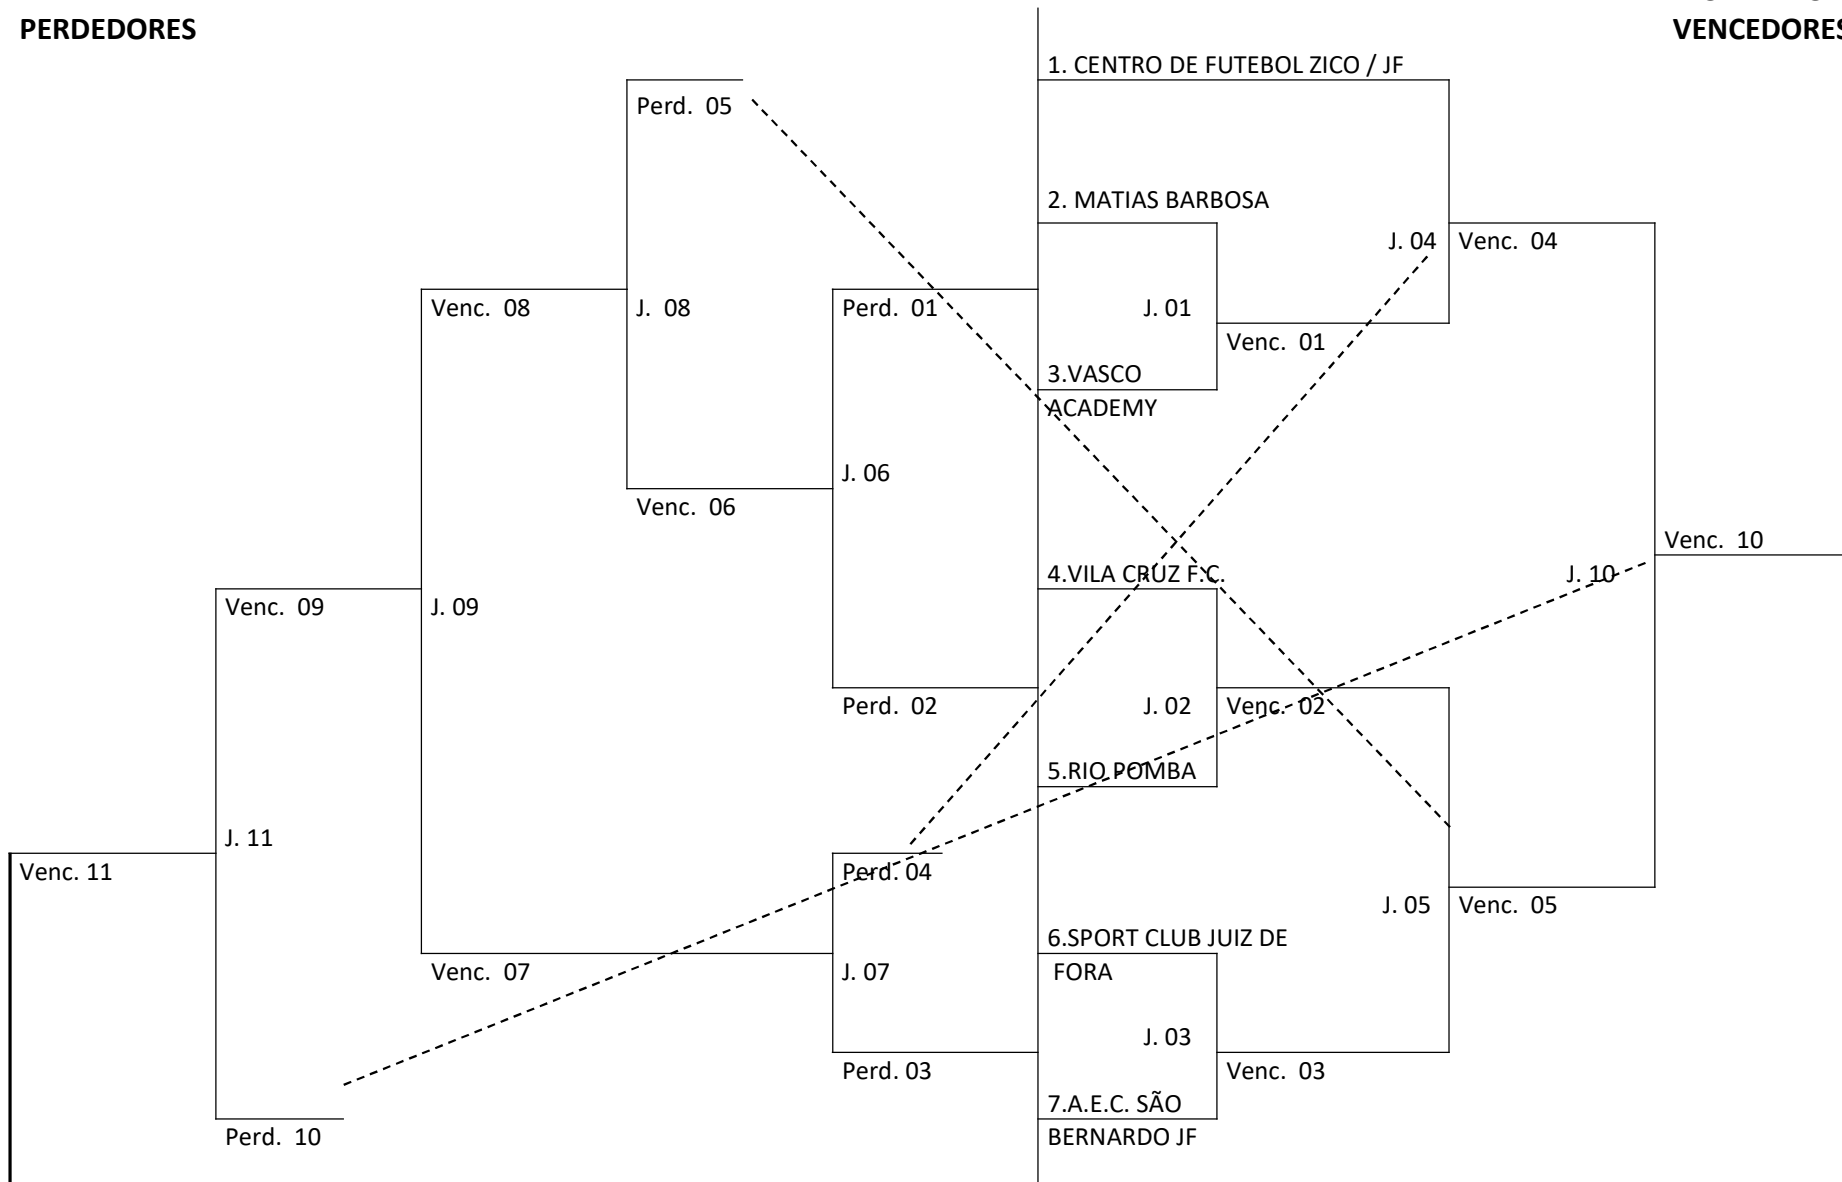 PERDEDORES
VENCEDORES
1. CENTRO DE FUTEBOL ZICO / JF
Perd.  05
2. MATIAS BARBOSA
J. 04
Venc.  04
Venc.  08
J.  08
Perd.  01
J. 01
Venc.  01
3.VASCO
ACADEMY
J. 06
Venc.  06
Venc.  10
4.VILA CRUZ F.C.
J. 10
Venc.  09
J. 09
Perd.  02
J. 02
Venc.  02
5.RIO POMBA
J. 11
Venc. 11
Perd. 04
J. 05
Venc.  05
6.SPORT CLUB JUIZ DE
FORA
Venc.  07
J. 07
J. 03
Perd. 03
Venc.  03
7.A.E.C. SÃO
BERNARDO JF
Perd.  10